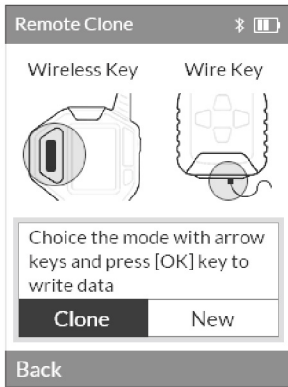 Remote Clone
Wireless Key Wire Key
Choice the mode with arrow
keys and press [OK] key to
write data
Clone New
Back